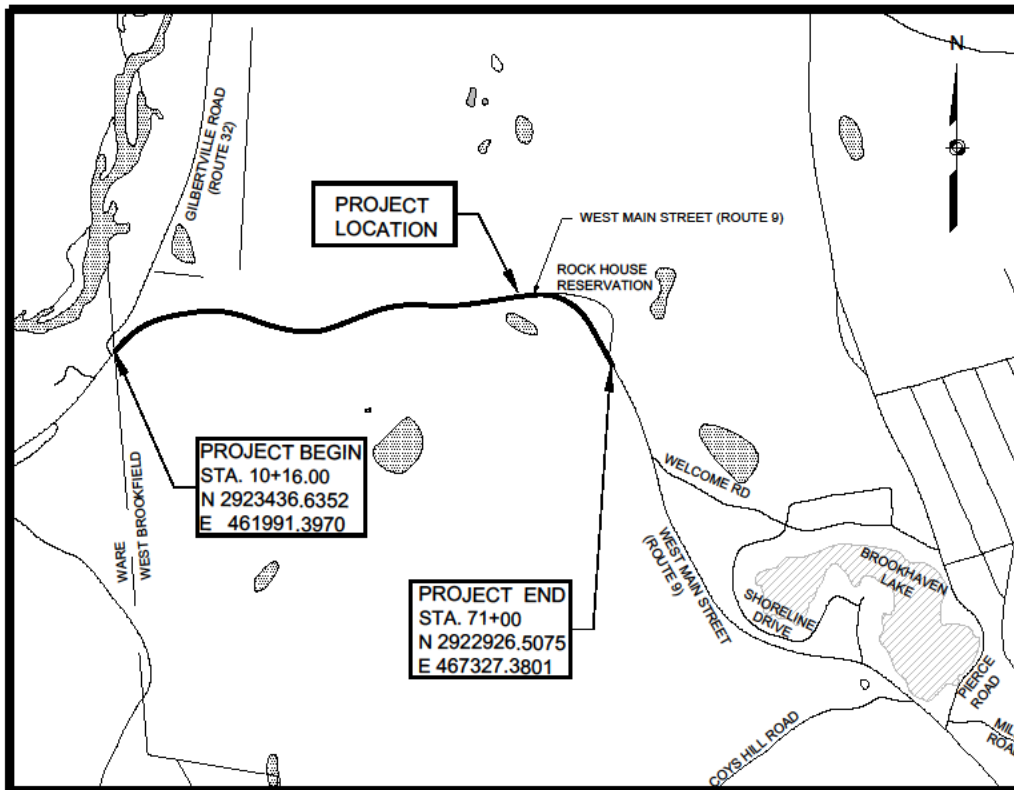 N
GILBERTVILLE ROAD
(ROUTE 32)
PROJECT
LOCATION
WEST MAIN STREET (ROUTE 9)
ROCK HOUSE
RESERVATION
PROJECT BEGIN
STA. 10+16.00
N 2923436.6352
E 461991.3970
WARE
WEST BROOKFIELD
PROJECT END
STA. 71+00
N 2922926.5075
E 467327.3801
WELCOME RD
WEST MAIN STREET
(ROUTE 9)
BROOKHAVEN
LAKE
SHORELINE
DRIVE
PIERCE
ROAD
COYS HILL ROAD
MIL
ROA